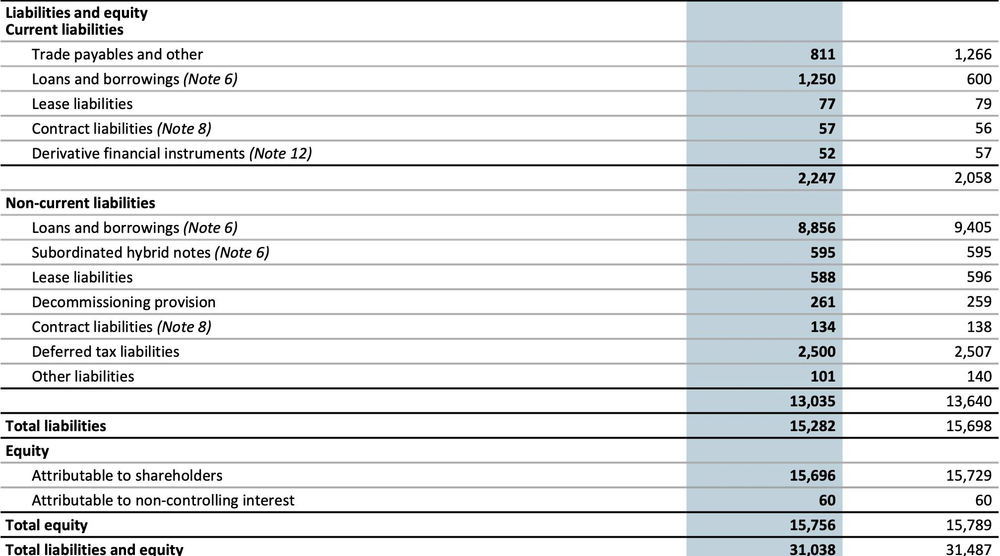 Liabilities and equity
Current liabilities
Trade payables and other 811 1,266
Loans and borrowings (Note 6) 1,250 600
Lease liabilities 77 79
Contract liabilities (Note 8) 57 56
Derivative financial instruments (Note 12) 52 57
2,247 2,058
Non-current liabilities
Loans and borrowings (Note 6) 8,856 9,405
Subordinated hybrid notes (Note 6) 595 595
Lease liabilities 588 596
Decommissioning provision 261 259
Contract liabilities (Note 8) 134 138
Deferred tax liabilities 2,500 2,507
Other liabilities 101 140
13,035 13,640
Total liabilities 15,282 15,698
Equity
Attributable to shareholders 15,696 15,729
Attributable to non-controlling interest 60 60
Total equity 15,756 15,789
Total liabilities and equity 31,038 31,487